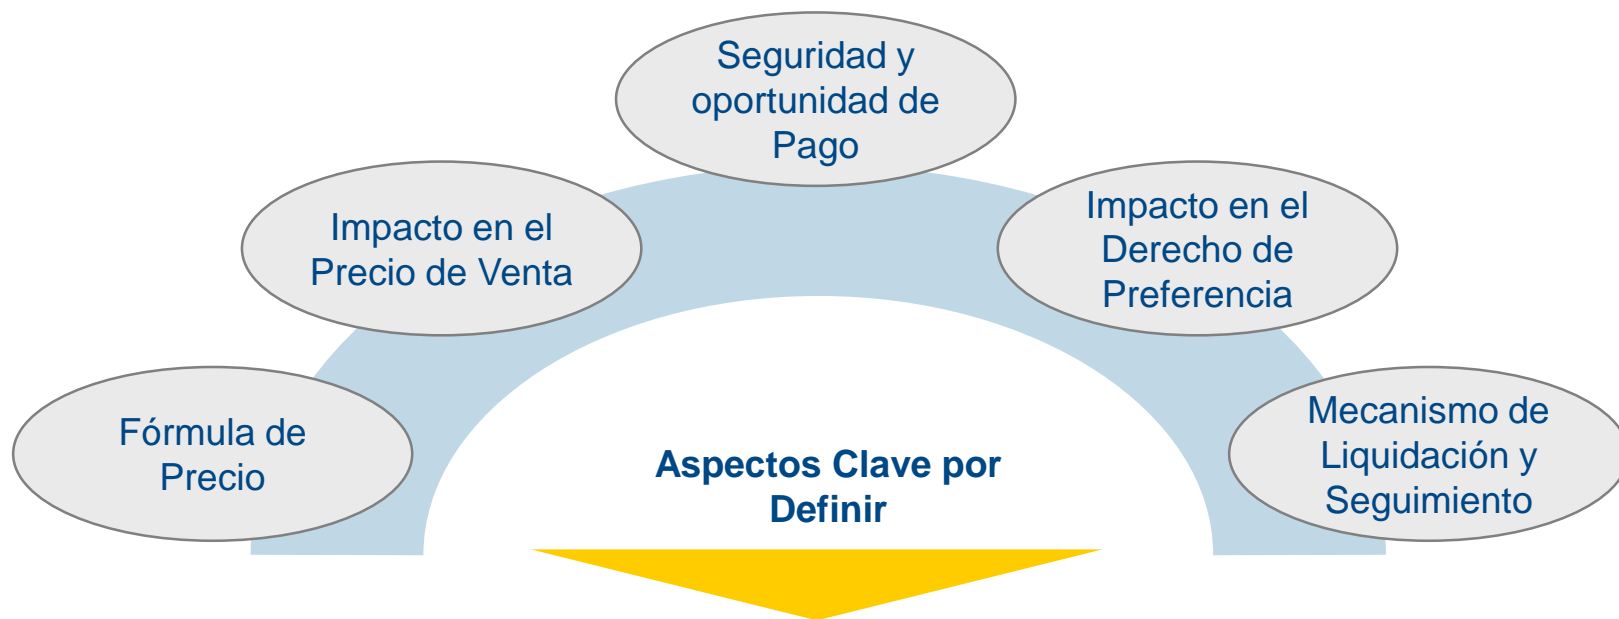 Seguridad y
oportunidad de
Pago
Impacto en el
Precio de Venta
Impacto en el
Derecho de
Preferencia
Fórmula de
Precio
Mecanismo de
Liquidación y
Seguimiento
Aspectos Clave por
Definir